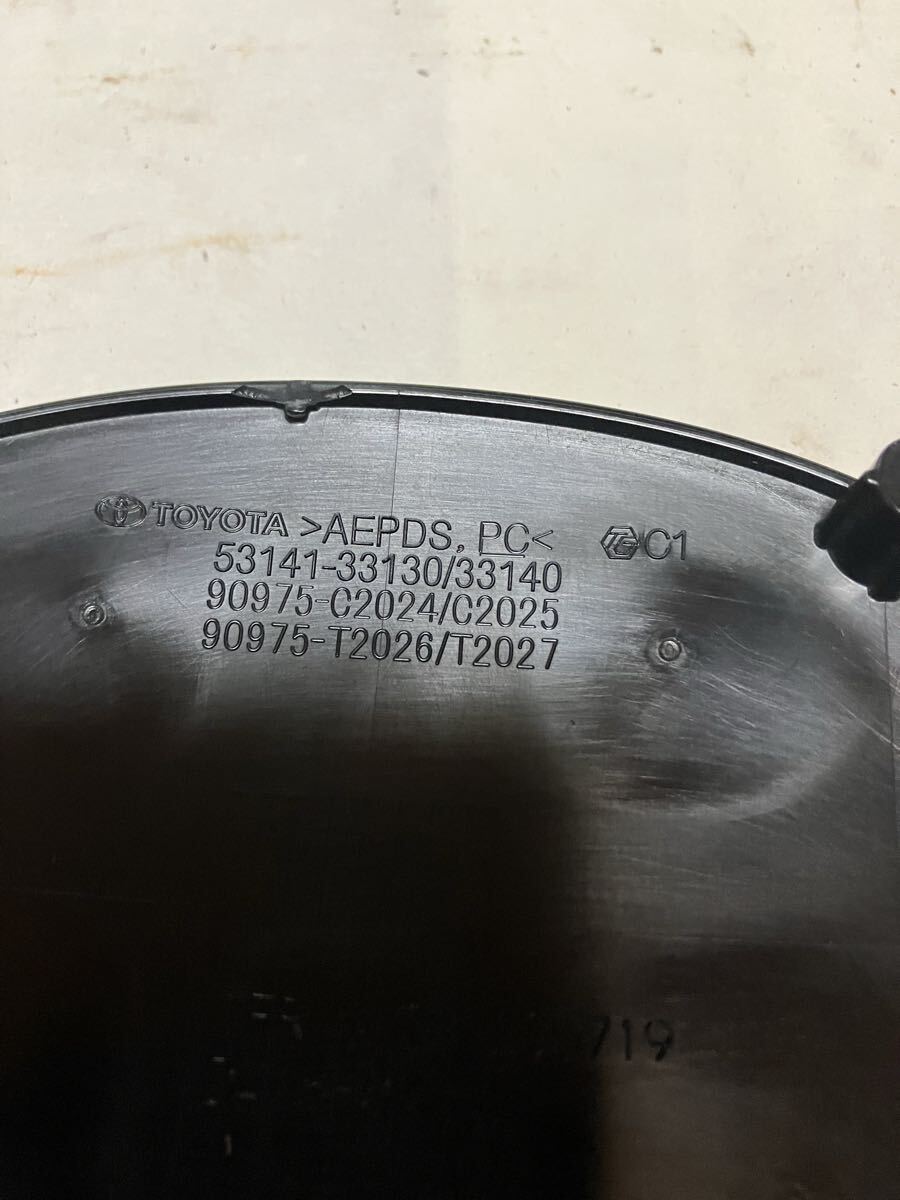 TOYOTA >AEPDS, PC< C1
53141-33130/33140
90975-C2024/C2025
90975-T2026/T2027
/719